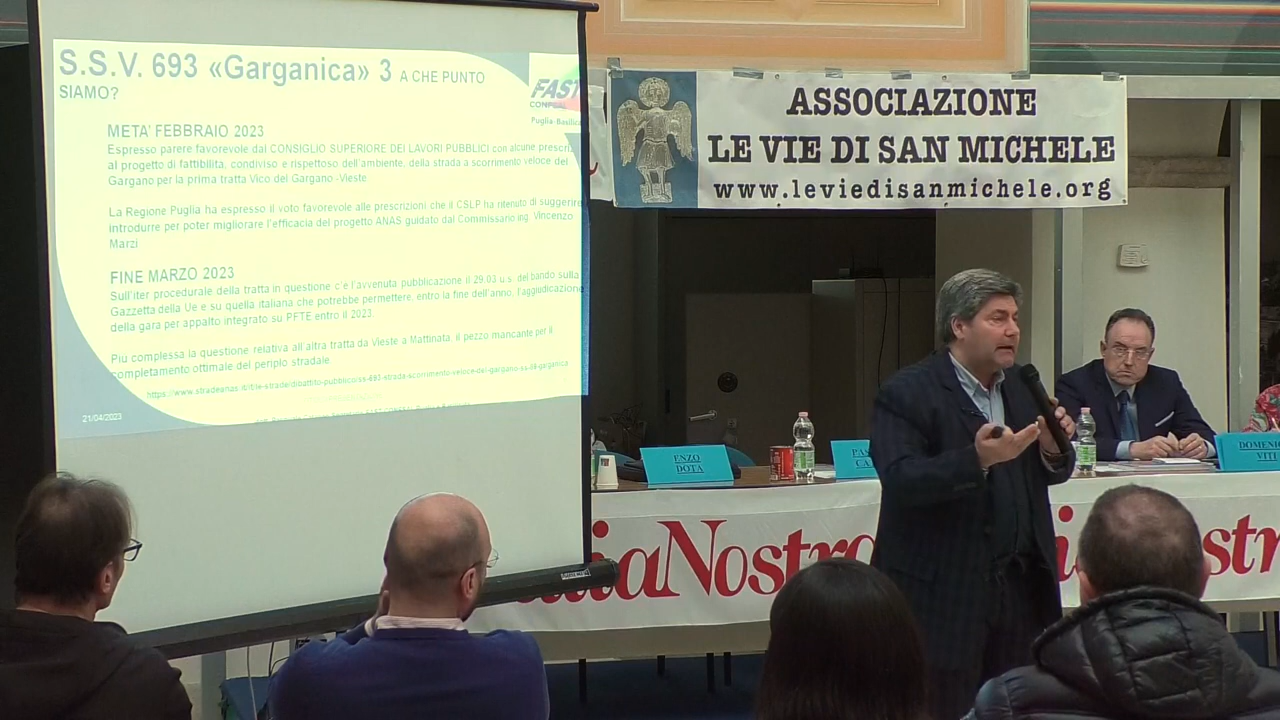 S.S.V. 693 «Garganica» 3 A CHE PUNTO
SIAMO?
FAST
Puglia-Basilica
META' FEBBRAIO 2023
Espresso parere favorevole dal CONSIGLIO SUPERIORE DEI LAVORI PUBBLICI con alcune prescriz
al progetto di fattibilità, condiviso e rispettoso dell'ambiente, della strada a scorrimento veloce del
Gargano per la prima tratta Vico del Gargano -Vieste.
La Regione Puglia ha espresso il voto favorevole alle prescrizioni che il CSLP ha ritenuto di suggerire
introdurre per poter migliorare l'efficacia del progetto ANAS guidato dal Commissario ing. Vincenzo
Marzi
FINE MARZO 2023
Sull'iter procedurale della tratta in questione c'è l'avvenuta pubblicazione il 29.03 u.s. del bando sulla
Gazzetta della Ue e su quella italiana che potrebbe permettere, entro la fine dell'anno, l'aggiudicazione
della gara per appalto integrato su PFTE entro il 2023.
Più complessa la questione relativa all'altra tratta da Vieste a Mattinata, il pezzo mancante per il
completamento ottimale del periplo stradale.
21/04/2023
ASSOCIAZIONE
LE VIE DI SAN MICHELE
www.leviedisanmichele.org
ENZO
DOTA
PAS
CA
DOMENIC
VITI
iaNostra
i
str